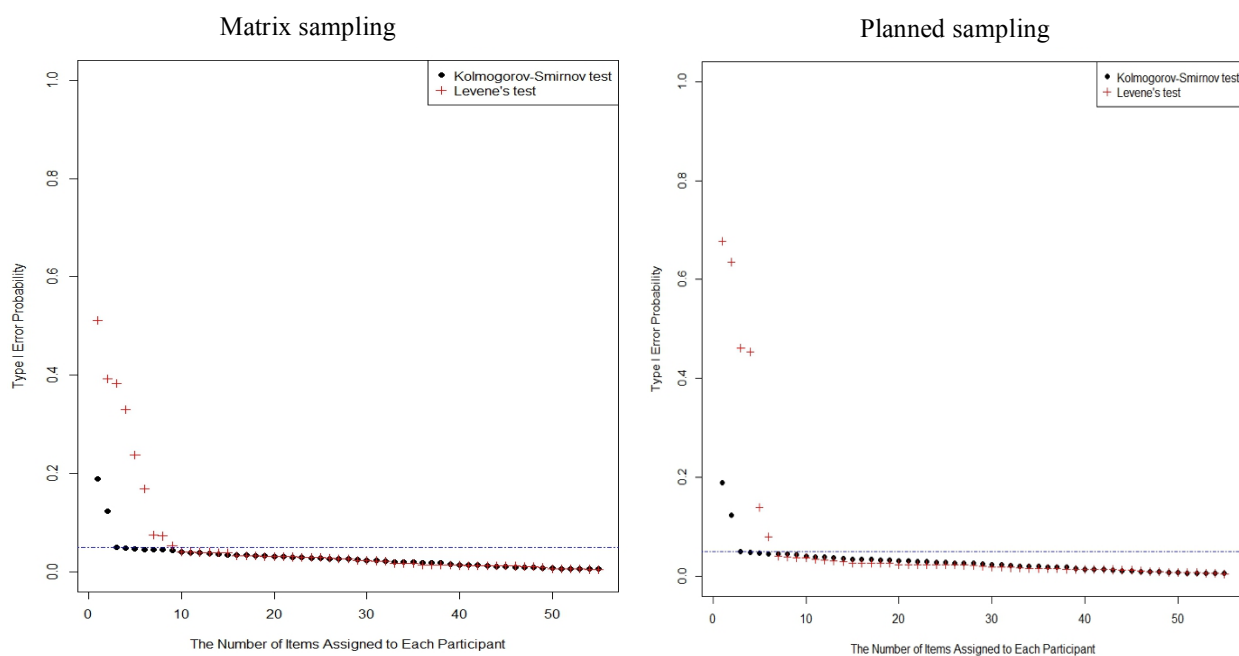 Matrix sampling
Kolmogorov-Smirnov test
Levene's test
1.0
0.8
0.6
0.4
0.2
0.0
Type I Error Probability
0 10 20 30 40 50
The Number of Items Assigned to Each Participant
Planned sampling
Kolmogorov-Smirnov test
Levene's test
1.0
0.8
0.6
0.4
0.2
0.0
Type I Error Probability
0 10 20 30 40 50
The Number of Items Assigned to Each Participant